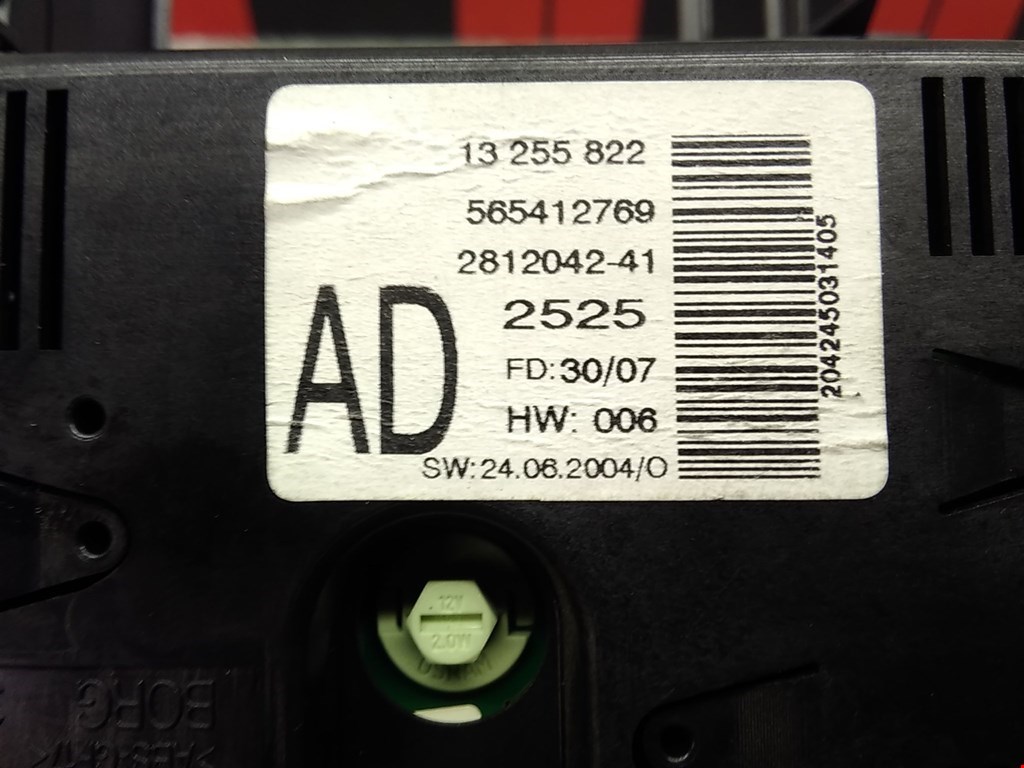 13 255 822
565412769
2812042-41
2525
AD
FD: 30/07
HW: 006
SW: 24.06.2004/O
204245031405
12V
2.0W
BORG